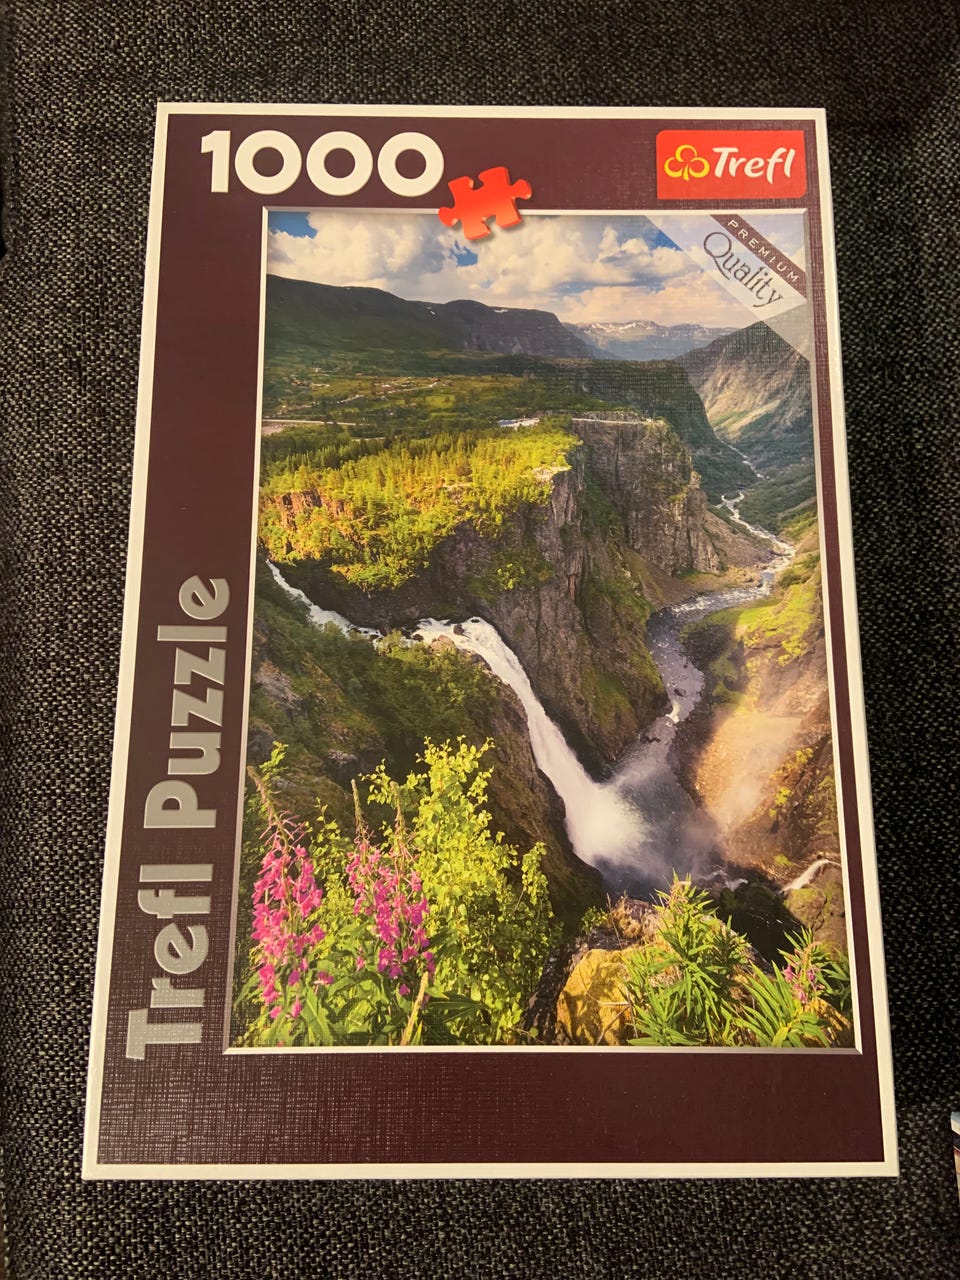 1000
Trefl
PREMIUM
Quality
Trefl Puzzle